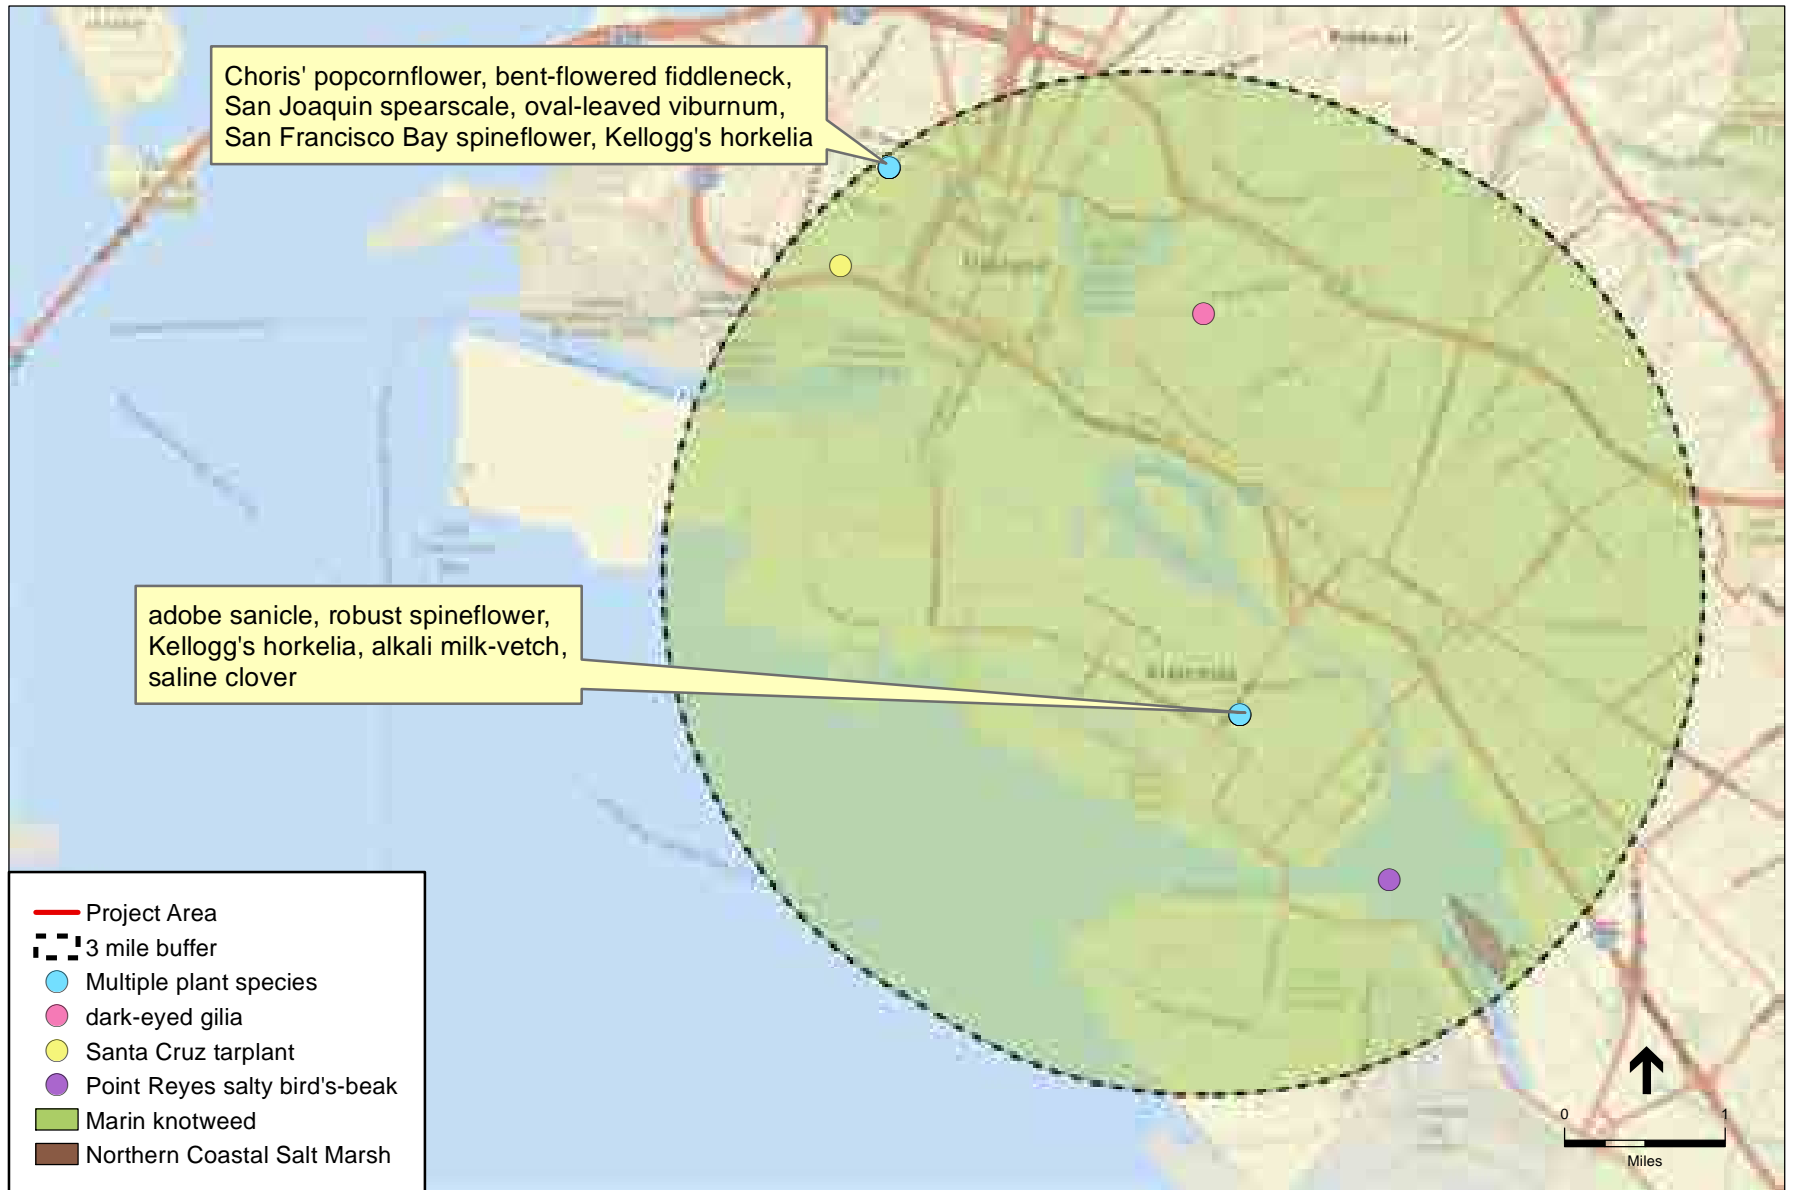 Choris' popcornflower, bent-flowered fiddleneck,
San Joaquin spearscale, oval-leaved viburnum,
San Francisco Bay spineflower, Kellogg's horkelia
adobe sanicle, robust spineflower,
Kellogg's horkelia, alkali milk-vetch,
saline clover
Project Area
3 mile buffer
Multiple plant species
dark-eyed gilia
Santa Cruz tarplant
Point Reyes salty bird's-beak
Marin knotweed
Northern Coastal Salt Marsh
0 1
Miles